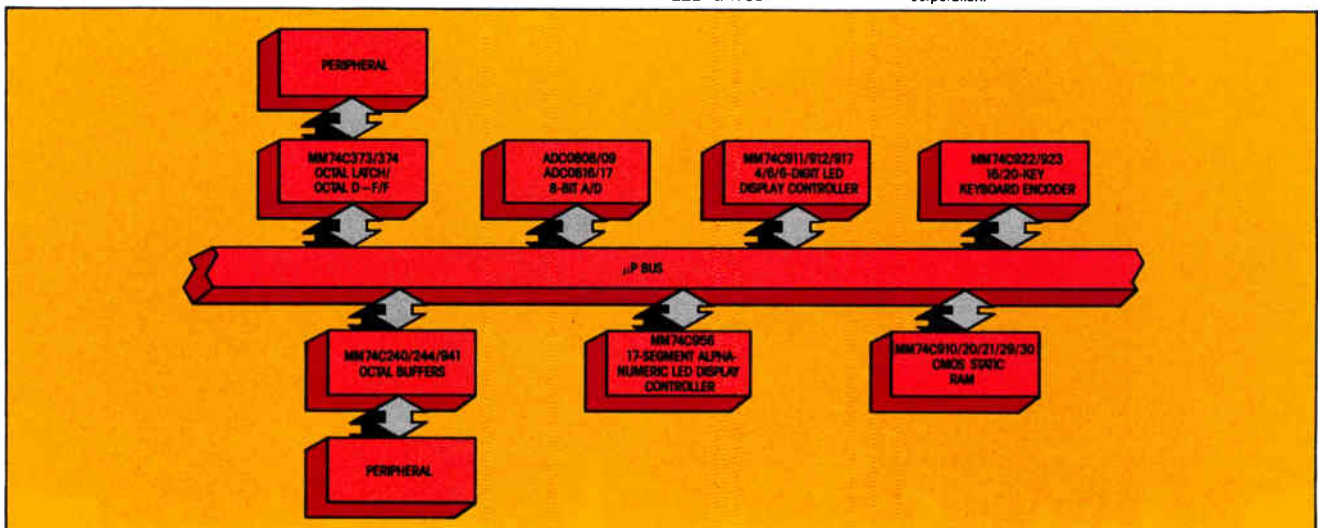 PERIPHERAL
MM74C373/374
OCTAL LATCH/
OCTAL D–F/F
ADC0808/09
ADC0816/17
8-BIT A/D
MM74C911/912/917
4/6/6-DIGIT LED
DISPLAY CONTROLLER
MM74C922/923
16/20-KEY
KEYBOARD ENCODER
μP BUS
MM74C240/244/941
OCTAL BUFFERS
MM74C956
17-SEGMENT ALPHA-
NUMERIC LED DISPLAY
CONTROLLER
MM74C910/20/21/29/30
CMOS STATIC
RAM
PERIPHERAL